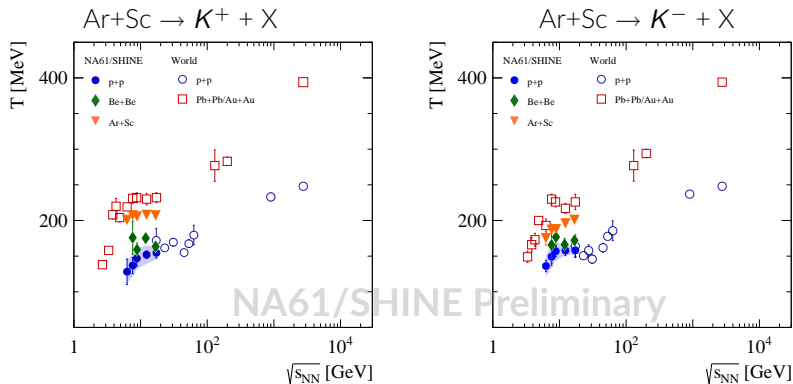 Ar+Sc → K⁺ + X
T [MeV]
400
200
NA61/SHINE
World
p+p
p+p
Be+Be
Pb+Pb/Au+Au
Ar+Sc
1
10²
10⁴
√sNN [GeV]
Ar+Sc → K⁻ + X
T [MeV]
400
200
NA61/SHINE
World
p+p
p+p
Be+Be
Pb+Pb/Au+Au
Ar+Sc
1
10²
10⁴
√sNN [GeV]
NA61/SHINE Preliminary